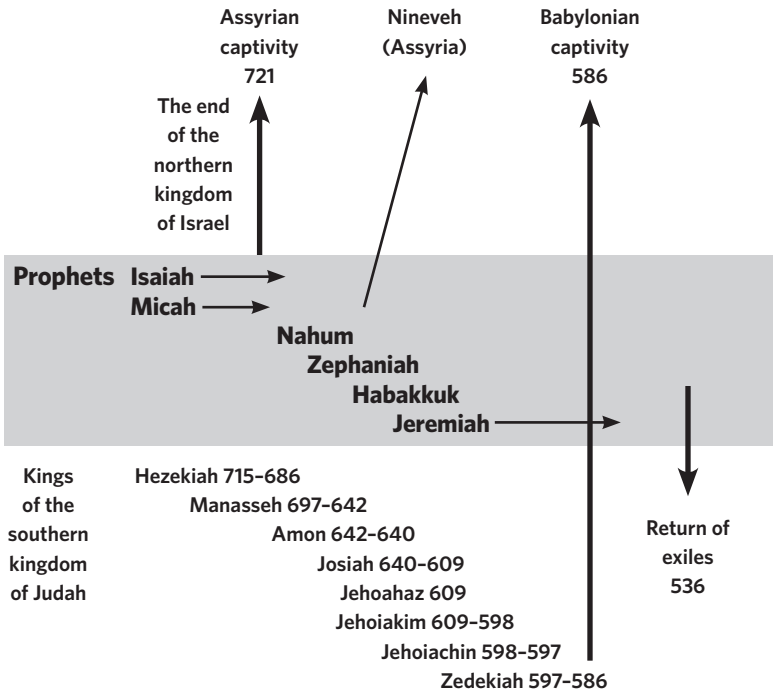 Assyrian
captivity
721
Nineveh
(Assyria)
Babylonian
captivity
586
The end
of the
northern
kingdom
of Israel
Prophets Isaiah
Micah
Nahum
Zephaniah
Habakkuk
Jeremiah
Kings
of the
southern
kingdom
of Judah
Hezekiah 715–686
Manasseh 697–642
Amon 642–640
Josiah 640–609
Jehoahaz 609
Jehoiakim 609–598
Jehoiachin 598–597
Zedekiah 597–586
Return of
exiles
536